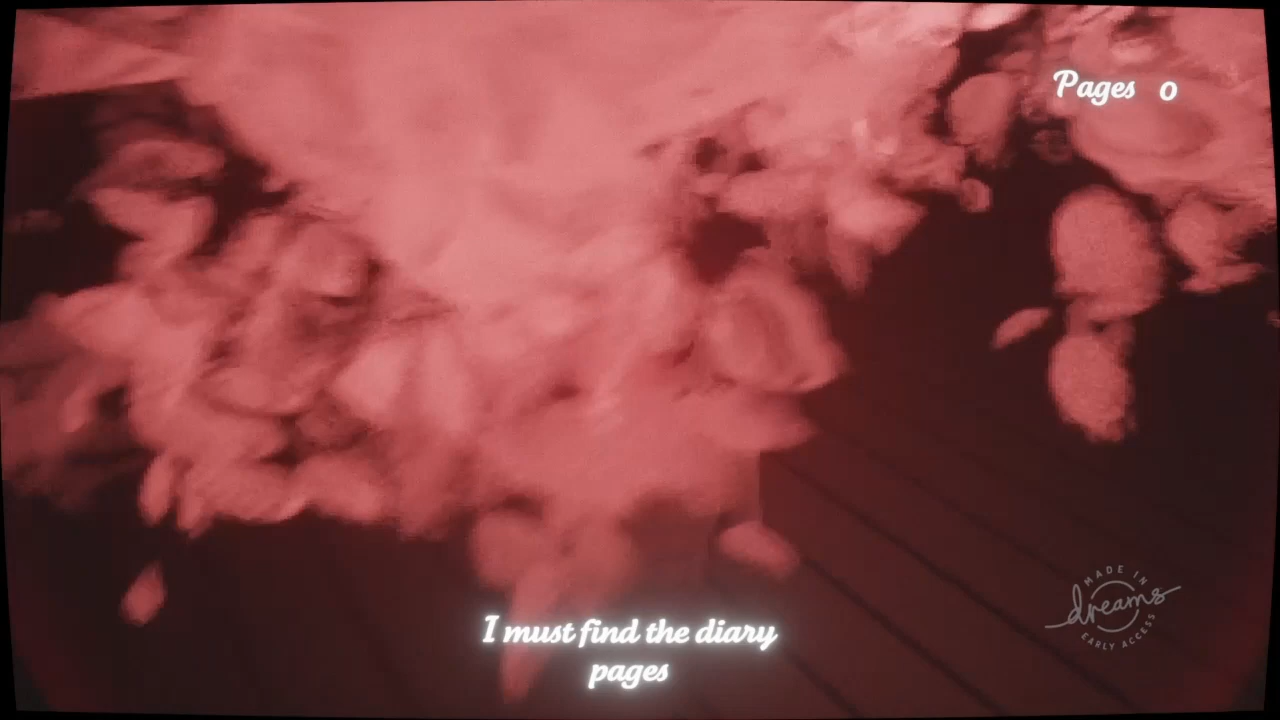 Pages 0
MADE IN
dreams
EARLY ACCESS
I must find the diary
pages